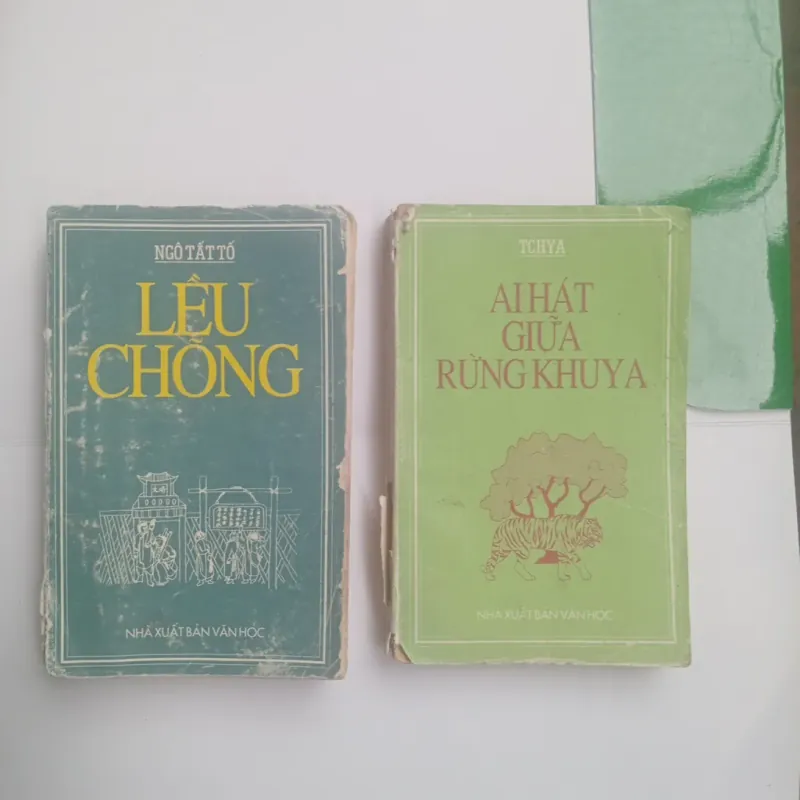 NGÔ TẤT TỐ
LỀU
CHÕNG
NHÀ XUẤT BẢN VĂN HỌC
TCHYA
AI HÁT
GIỮA
RỪNG KHUYA
NHÀ XUẤT BẢN VĂN HỌC